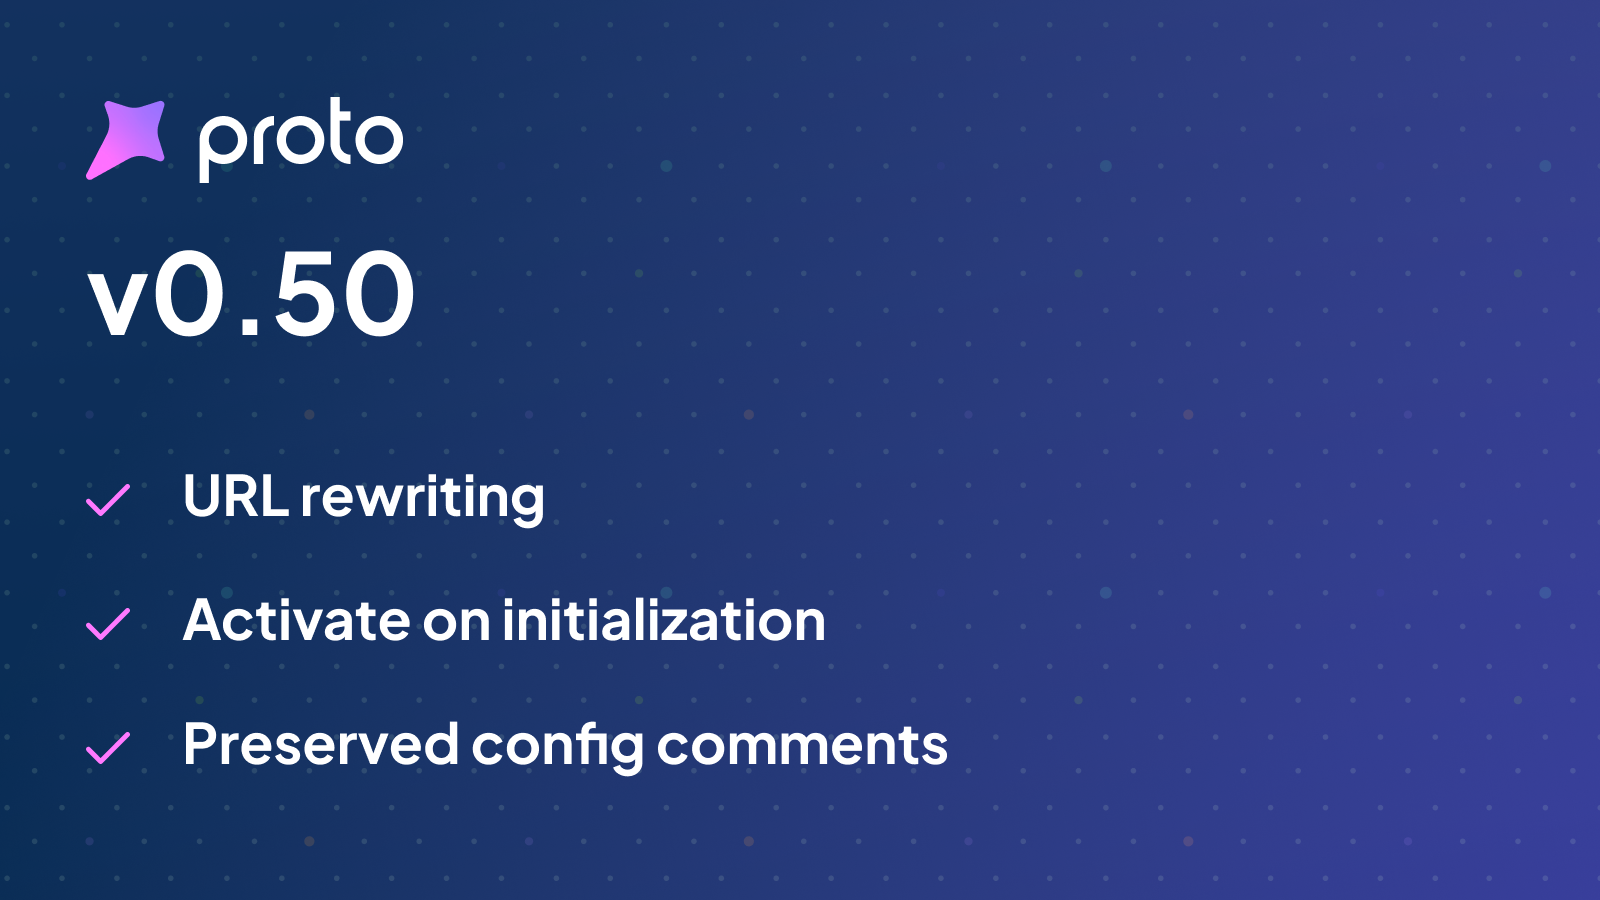 proto
v0.50
URL rewriting
Activate on initialization
Preserved config comments